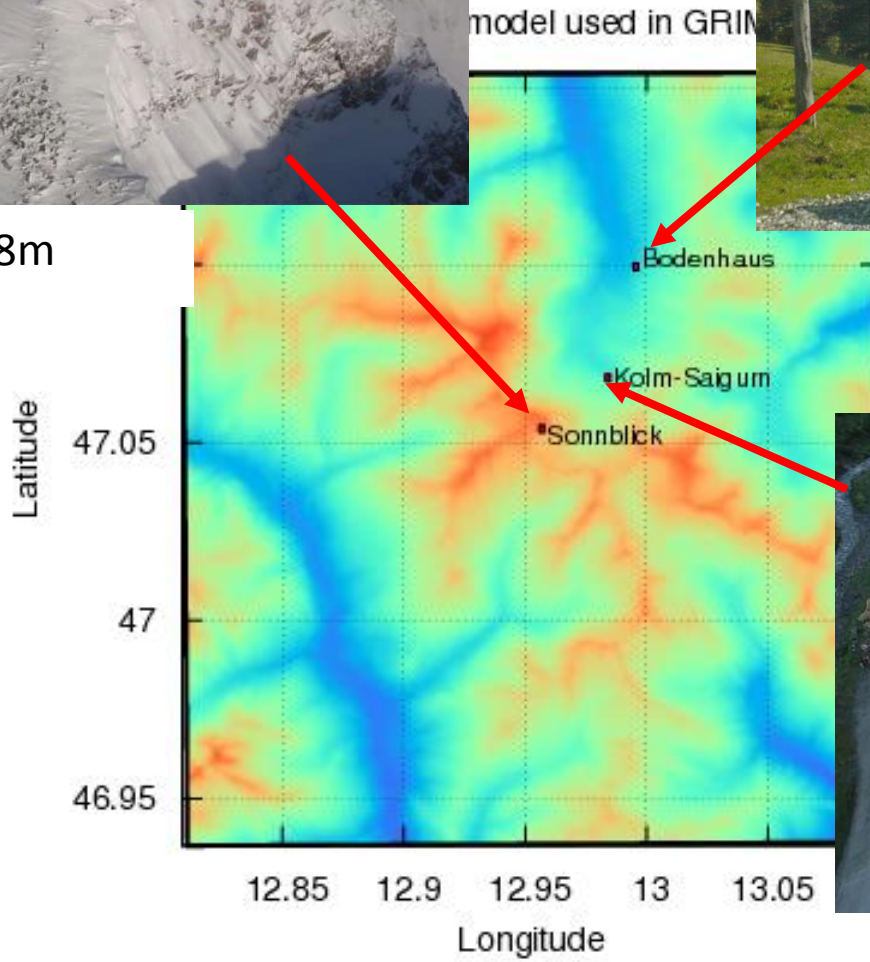 model used in GRIM
8m
Bodenhaus
Kolm-Saigurn
Sonnblick
Latitude
47.05
47
46.95
12.85 12.9 12.95 13 13.05
Longitude